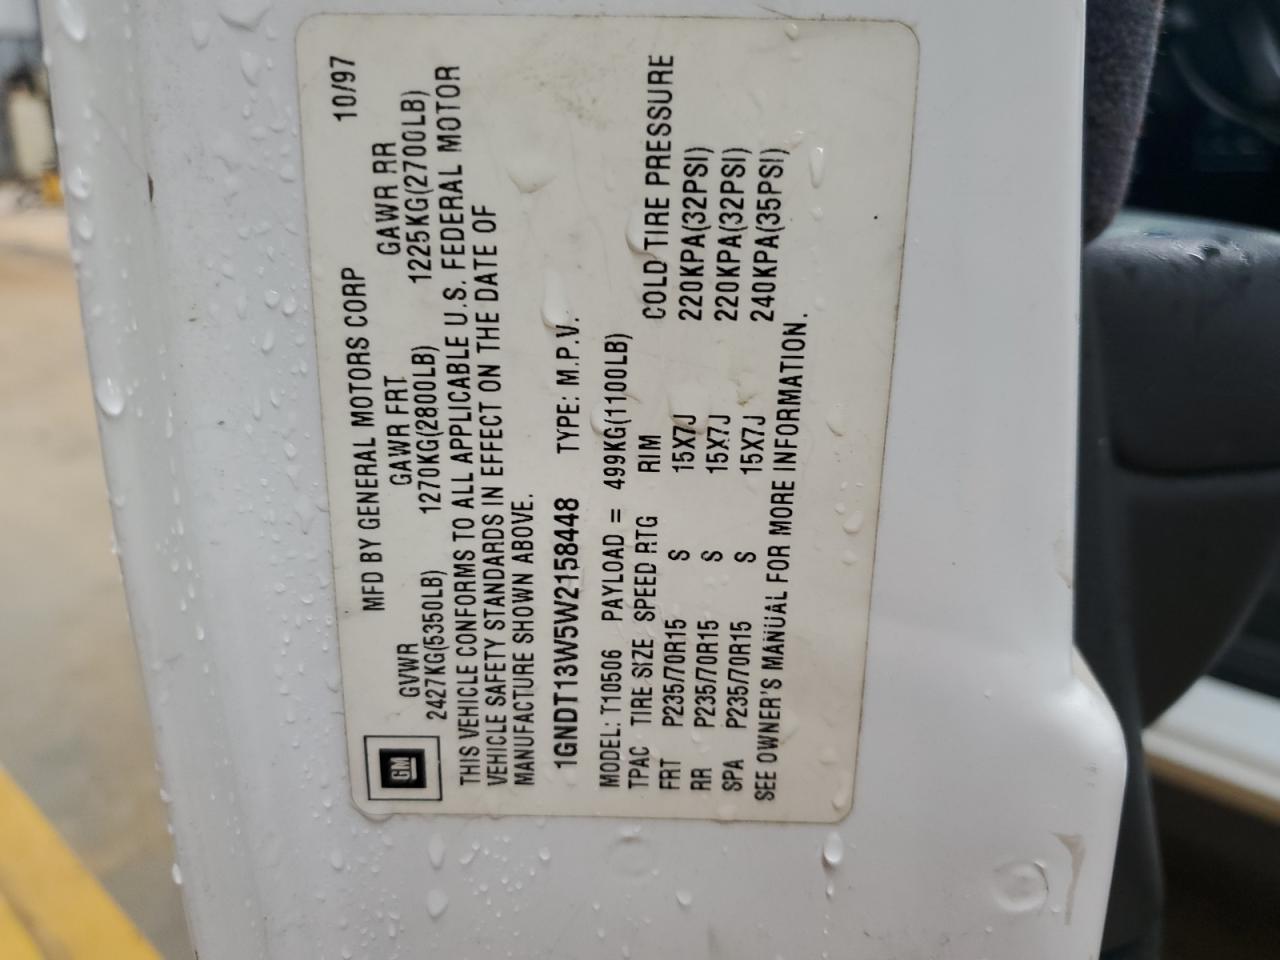 MFD BY GENERAL MOTORS CORP 10/97
GVWR GAWR FRT GAWR RR
2427KG(5350LB) 1270KG(2800LB) 1225KG(2700LB)
GM
THIS VEHICLE CONFORMS TO ALL APPLICABLE U.S. FEDERAL MOTOR
VEHICLE SAFETY STANDARDS IN EFFECT ON THE DATE OF
MANUFACTURE SHOWN ABOVE.
1GNDT13W5W2158448 TYPE: M.P.V.
MODEL: T10506 PAYLOAD = 499KG(1100LB)
TPAC TIRE SIZE SPEED RTG RIM COLD TIRE PRESSURE
FRT P235/70R15 S 15X7J 220KPA(32PSI)
RR P235/70R15 S 15X7J 220KPA(32PSI)
SPA P235/70R15 S 15X7J 240KPA(35PSI)
SEE OWNER'S MANUAL FOR MORE INFORMATION.